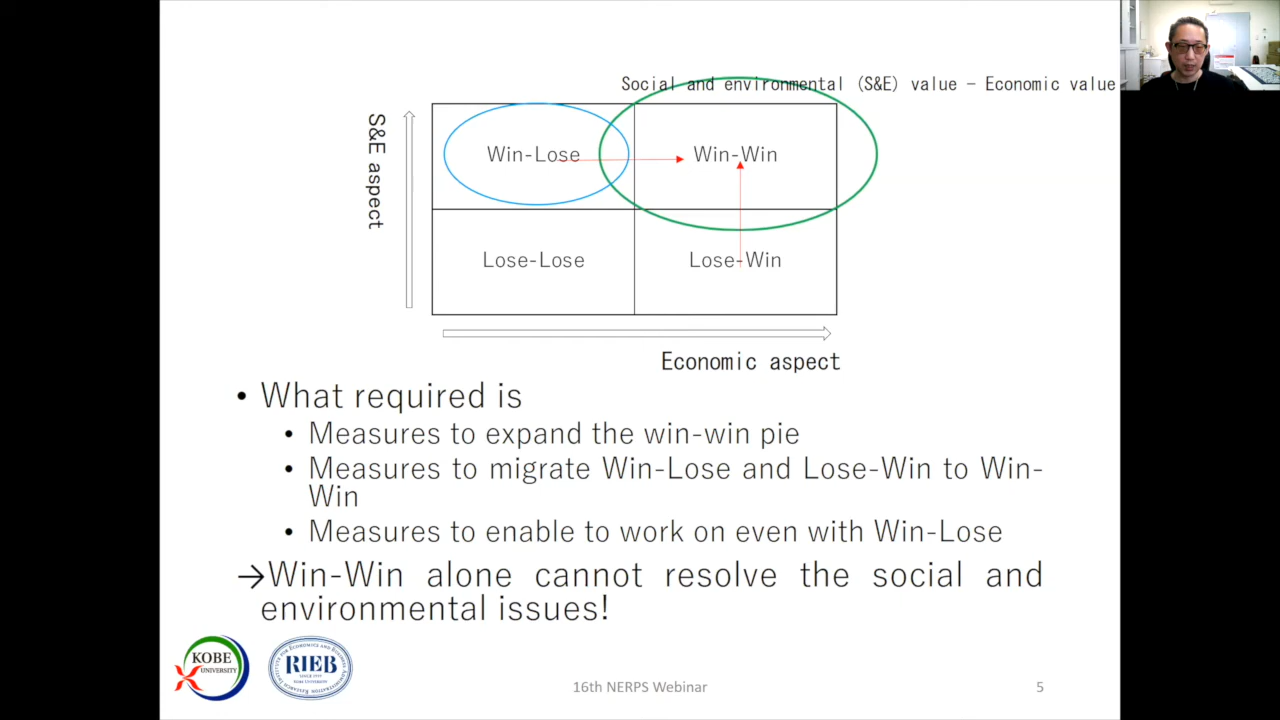 Social and environmental (S&E) value - Economic value
S&E aspect
Win-Lose
Win-Win
Lose-Lose
Lose-Win
Economic aspect
• What required is
• Measures to expand the win-win pie
• Measures to migrate Win-Lose and Lose-Win to Win-
Win
• Measures to enable to work on even with Win-Lose
→Win-Win alone cannot resolve the social and
environmental issues!
KOBE
UNIVERSITY
RIEB
16th NERPS Webinar
5